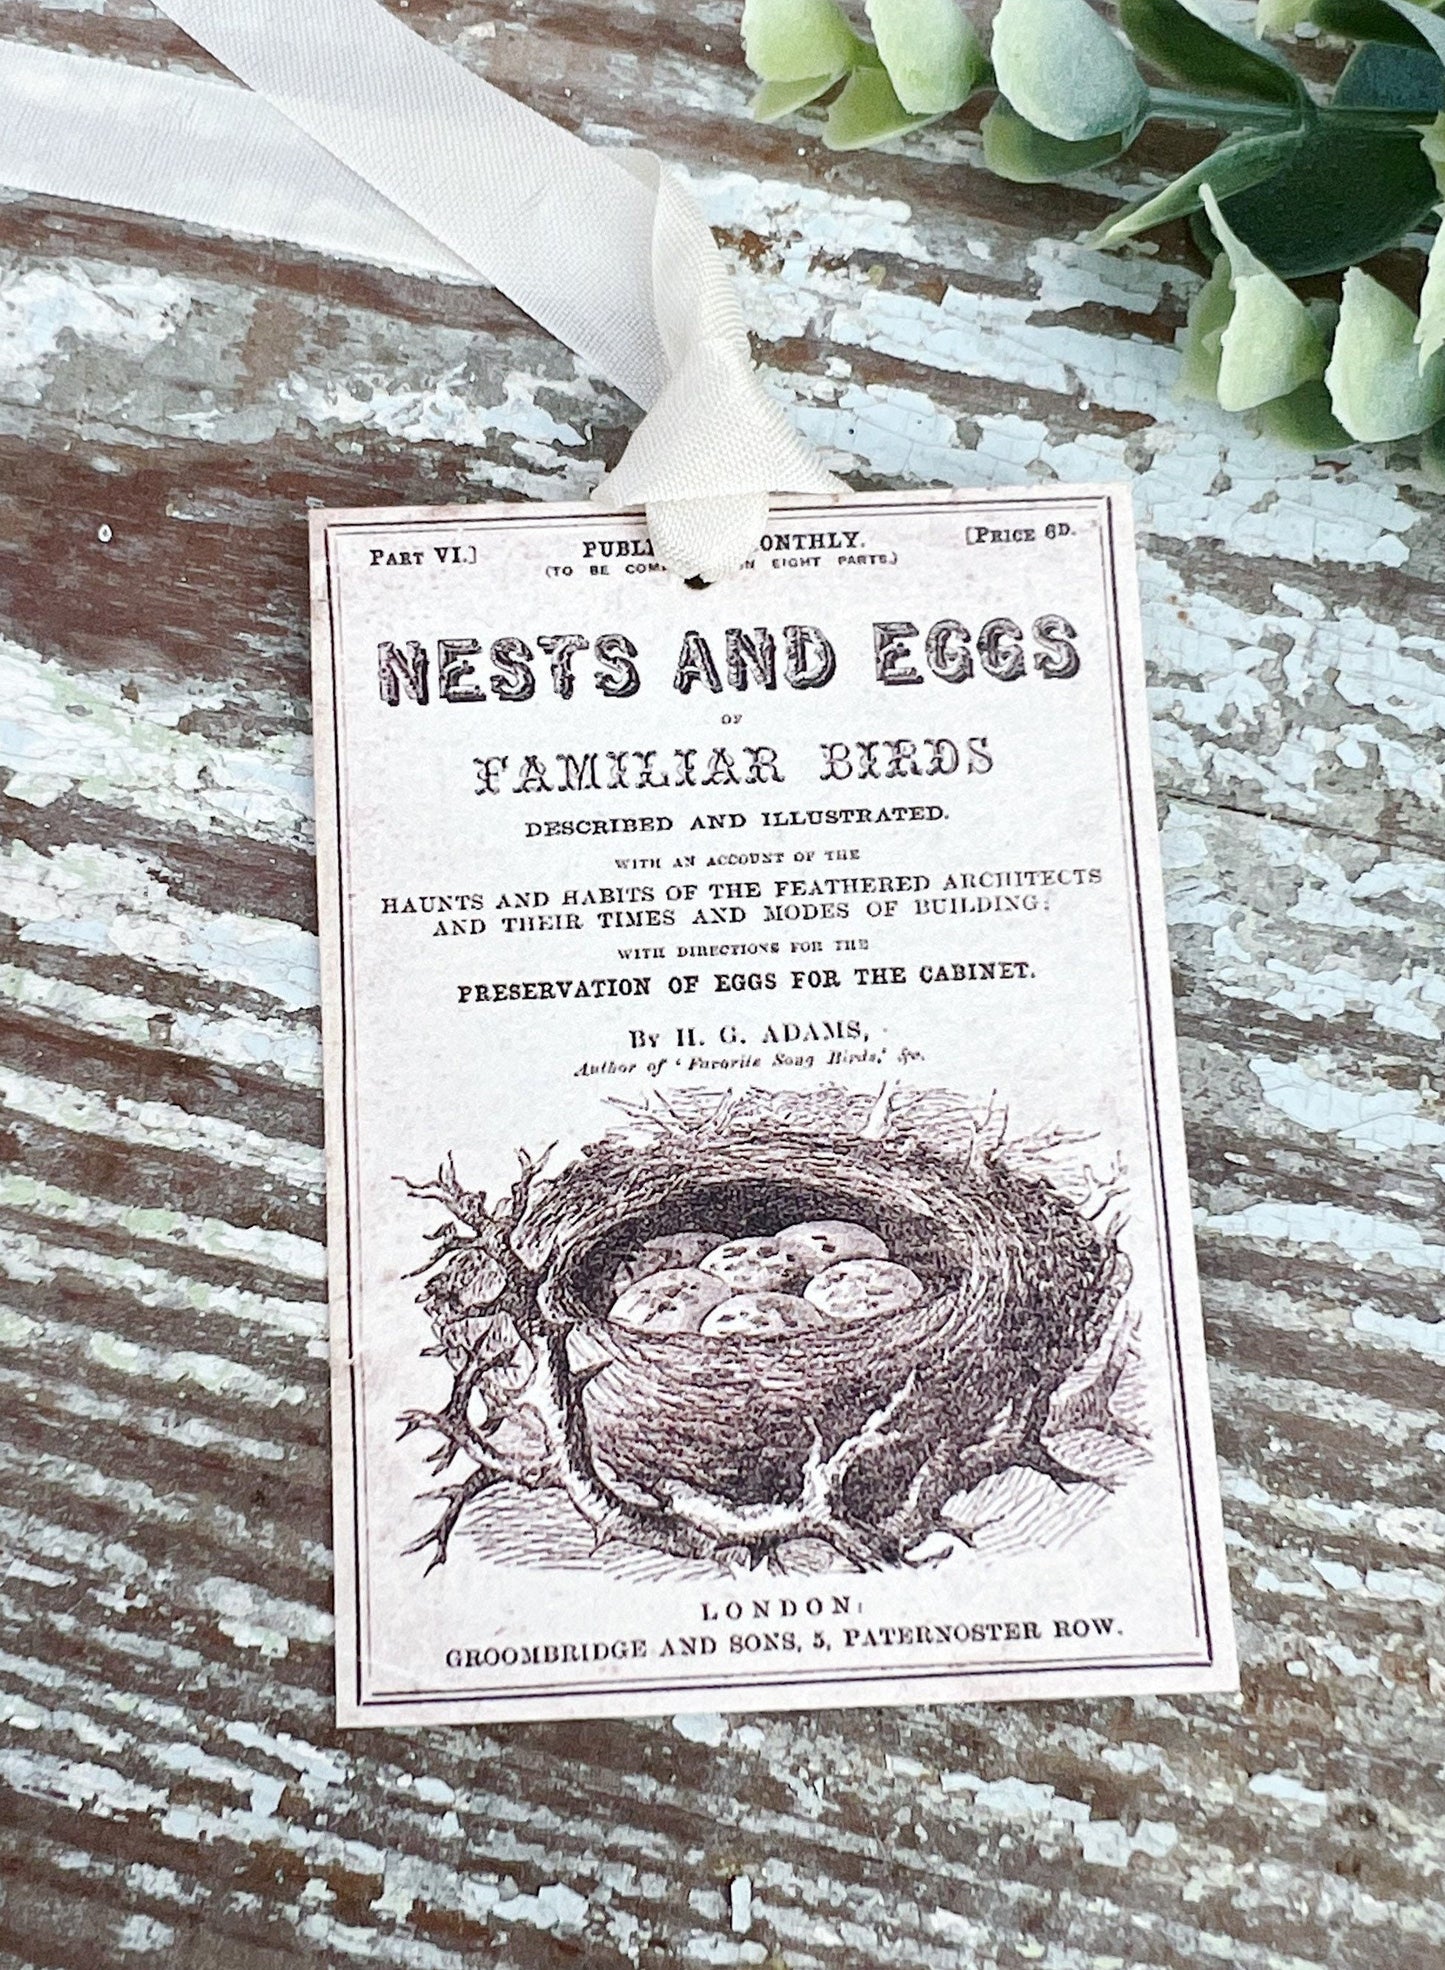 PART VI.] PUBLI ONTHLY. [PRICE 6D.
(TO BE COM N EIGHT PARTS.)
NESTS AND EGGS
OF
FAMILIAR BIRDS
DESCRIBED AND ILLUSTRATED.
WITH AN ACCOUNT OF THE
HAUNTS AND HABITS OF THE FEATHERED ARCHITECTS
AND THEIR TIMES AND MODES OF BUILDING;
WITH DIRECTIONS FOR THE
PRESERVATION OF EGGS FOR THE CABINET.
BY H. G. ADAMS,
Author of 'Favorite Song Birds,' &c.
LONDON:
GROOMBRIDGE AND SONS, 5, PATERNOSTER ROW.